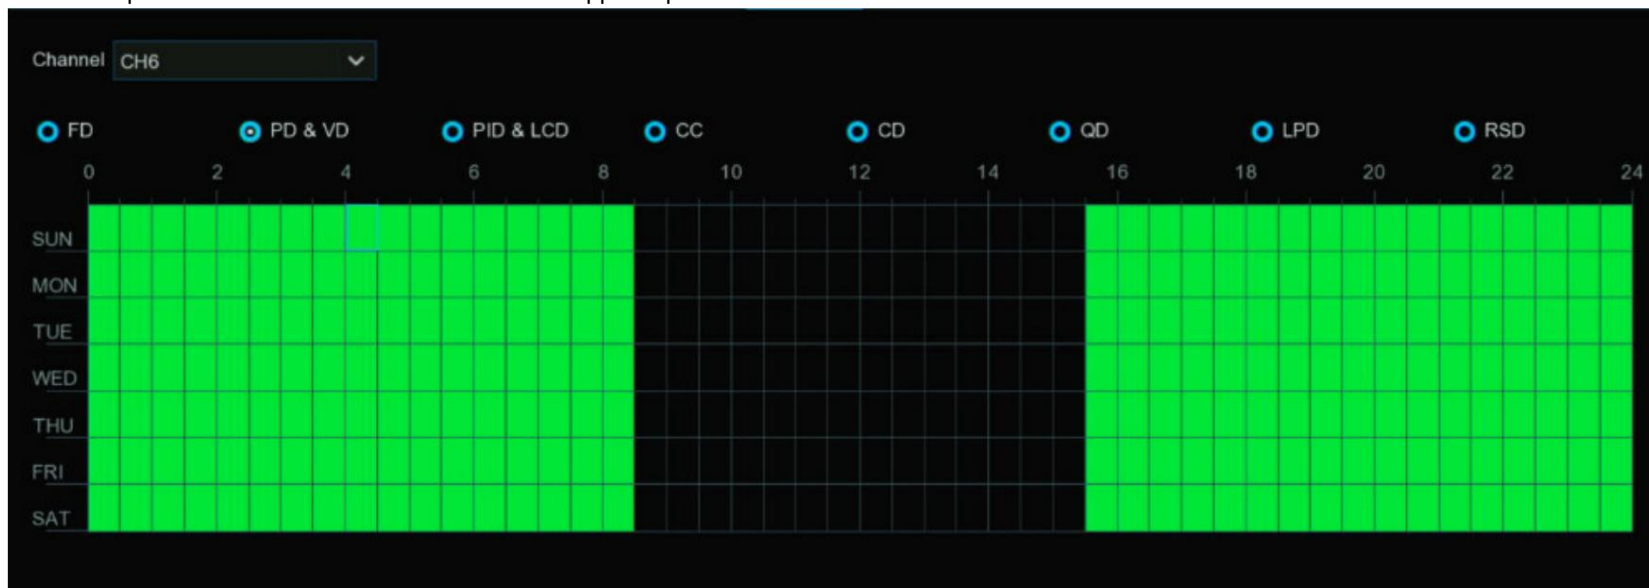 Channel CH6
FD PD & VD PID & LCD CC CD QD LPD RSD
0 2 4 6 8 10 12 14 16 18 20 22 24
SUN
MON
TUE
WED
THU
FRI
SAT